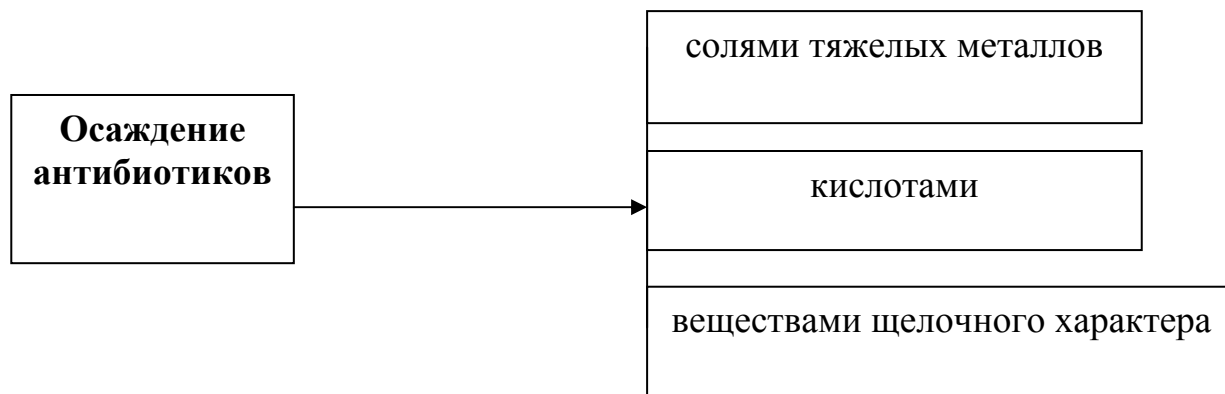 Осаждение
антибиотиков
солями тяжелых металлов
кислотами
веществами щелочного характера